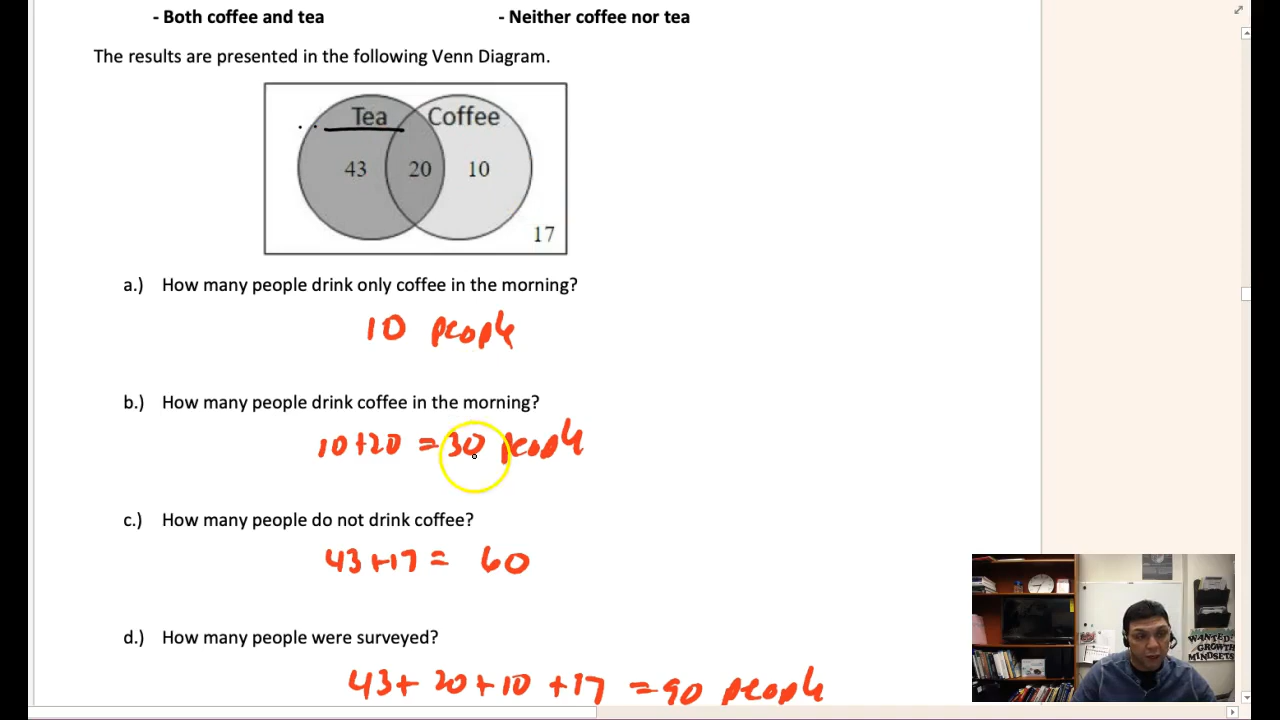 - Both coffee and tea - Neither coffee nor tea
The results are presented in the following Venn Diagram.
Tea Coffee
43 20 10
17
a.) How many people drink only coffee in the morning?
10 people
b.) How many people drink coffee in the morning?
10+20 = 30 people
c.) How many people do not drink coffee?
43+17 = 60
d.) How many people were surveyed?
43+ 20+10 +17 =90 people
WANTED:
GROWTH
MINDSETS